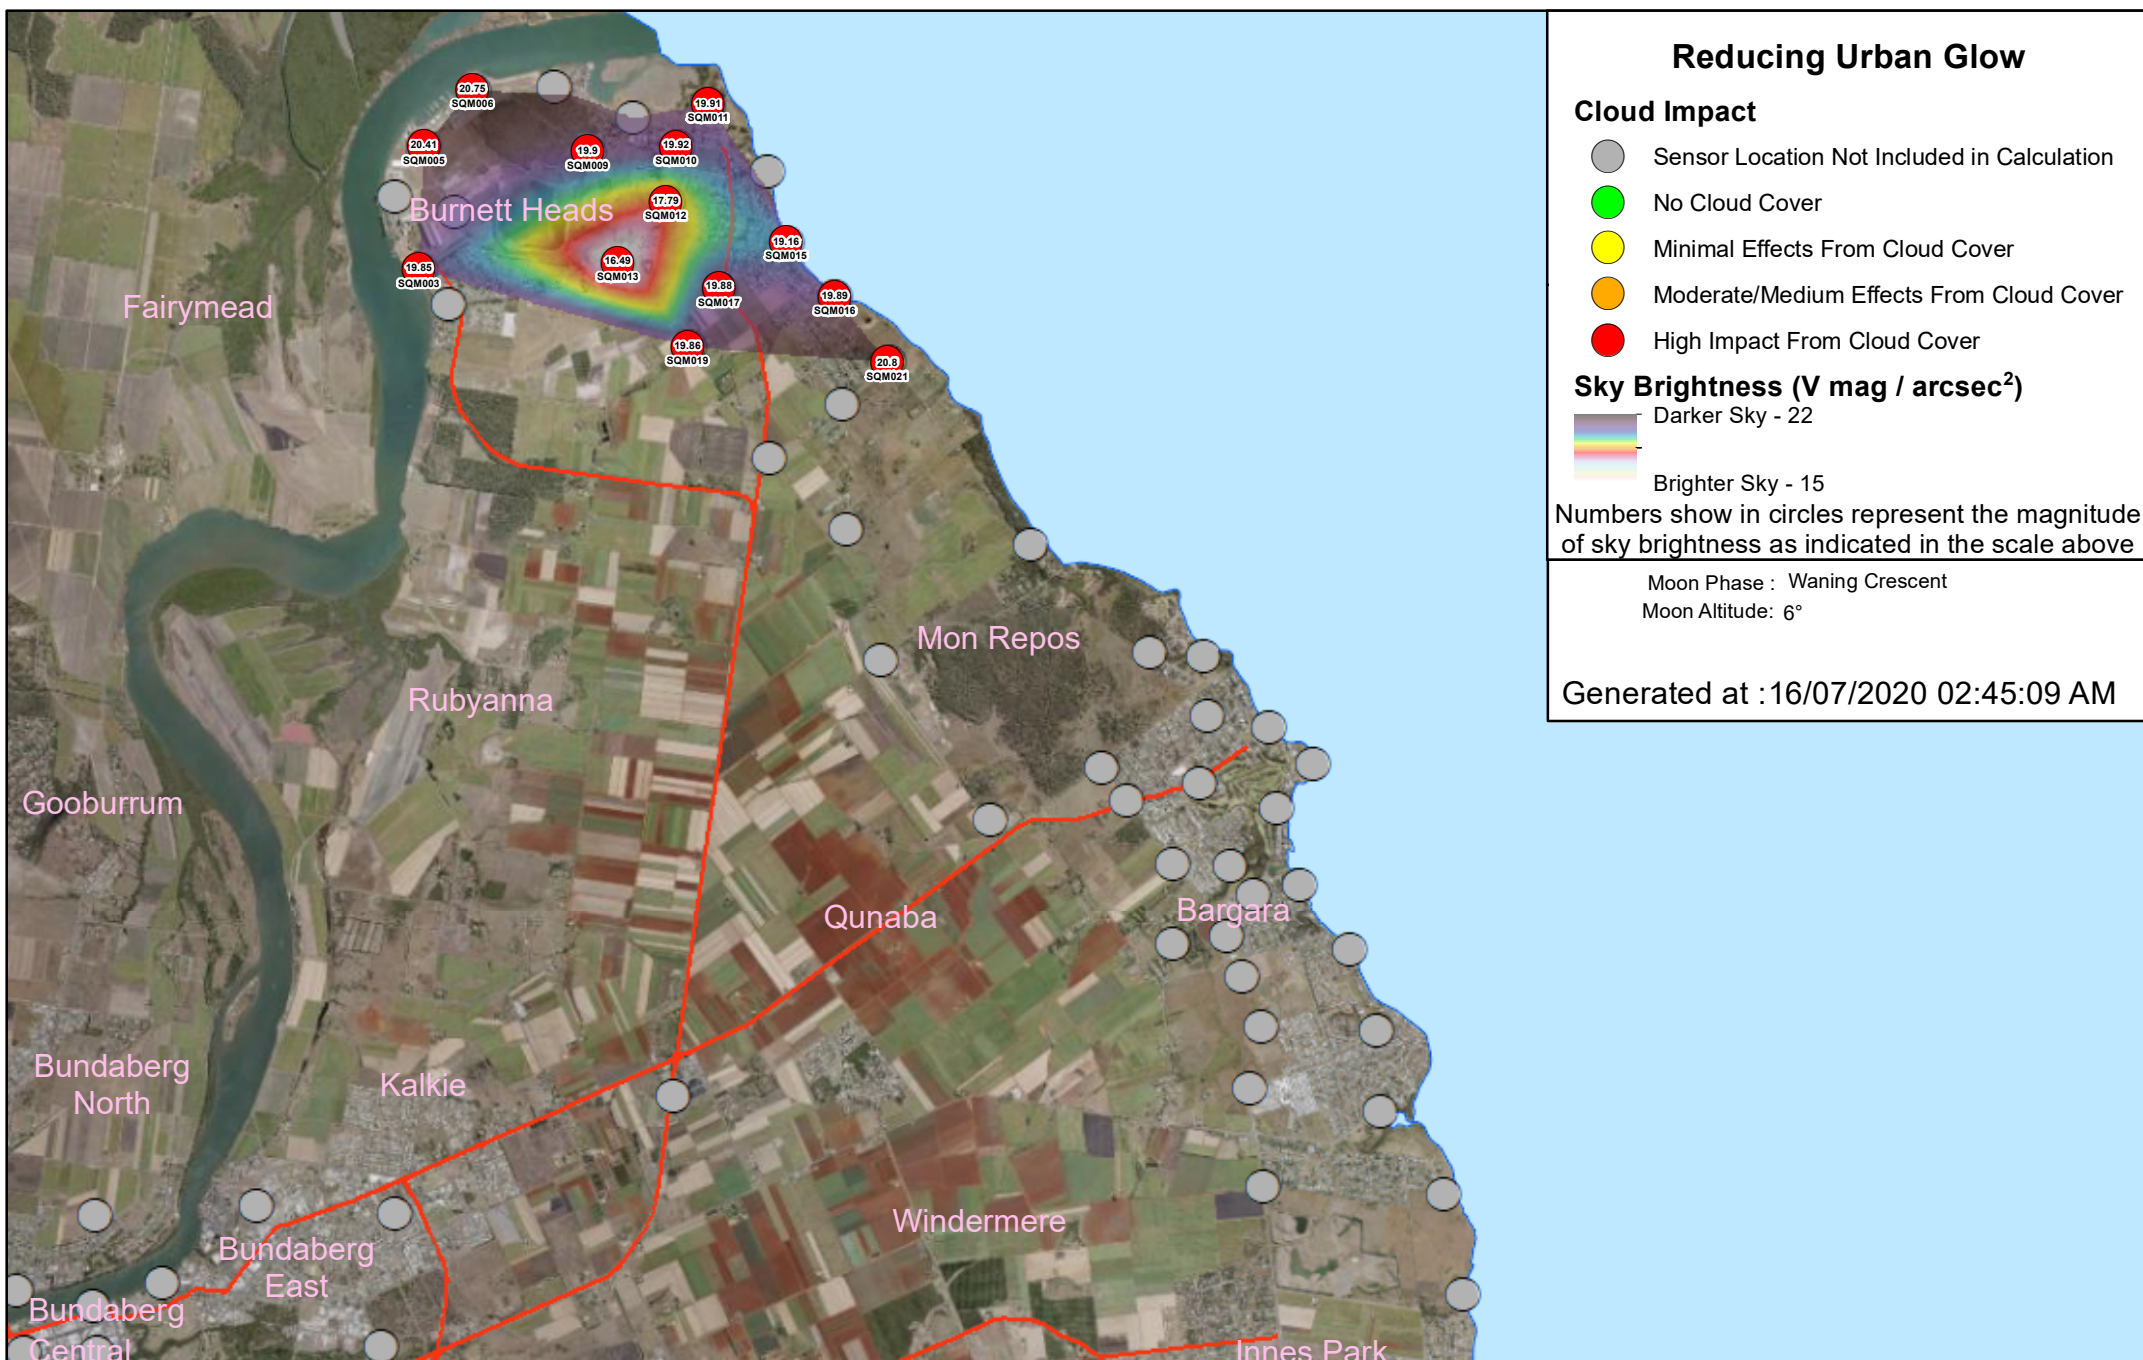 Reducing Urban Glow
Cloud Impact
Sensor Location Not Included in Calculation
No Cloud Cover
Minimal Effects From Cloud Cover
Moderate/Medium Effects From Cloud Cover
High Impact From Cloud Cover
Sky Brightness (V mag / arcsec²)
Darker Sky - 22
Brighter Sky - 15
Numbers show in circles represent the magnitude
of sky brightness as indicated in the scale above
Moon Phase : Waning Crescent
Moon Altitude: 6°
Generated at :16/07/2020 02:45:09 AM
20.75
SQM006
19.91
SQM011
20.41
SQM005
19.9
SQM009
19.92
SQM010
17.79
SQM012
Burnett Heads
19.16
SQM015
16.49
SQM013
19.85
SQM003
19.88
SQM017
19.89
SQM016
Fairymead
19.86
SQM019
20.8
SQM021
Mon Repos
Rubyanna
Gooburrum
Qunaba
Bargara
Bundaberg
North
Kalkie
Windermere
Bundaberg
East
Bundaberg
Central
Innes Park